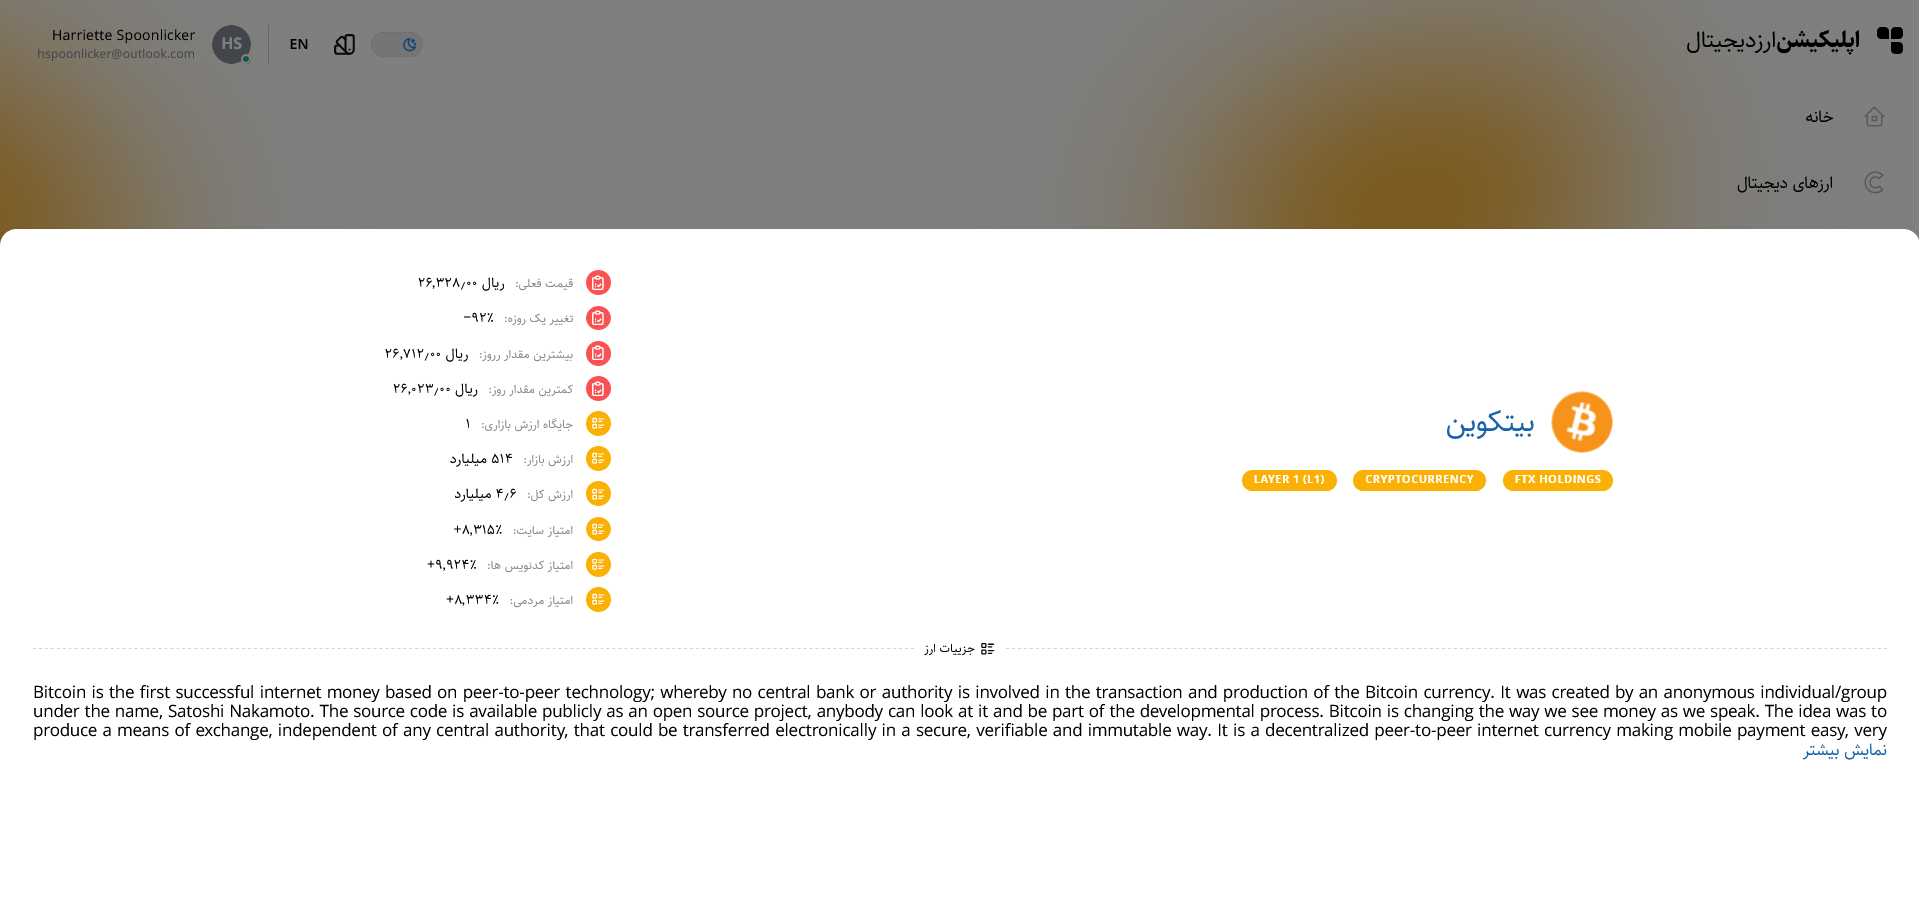 اپلیکیشن‌ارزدیجیتال
EN
HS
Harriette Spoonlicker
hspoonlicker@outlook.com
خانه
ارزهای دیجیتال
بیتکوین
FTX HOLDINGS
CRYPTOCURRENCY
LAYER 1 (L1)
قیمت فعلی: ریال ۲۶,۳۲۸٫۰۰
تغییر یک روزه: −۹۲٪
بیشترین مقدار رروز: ریال ۲۶,۷۱۲٫۰۰
کمترین مقدار روز: ریال ۲۶,۰۲۳٫۰۰
جایگاه ارزش بازاری: ۱
ارزش بازار: ۵۱۴ میلیارد
ارزش کل: ۴٫۶ میلیارد
امتیاز سایت: +۸,۳۱۵٪
امتیاز کدنویس ها: +۹,۹۲۴٪
امتیاز مردمی: +۸,۳۳۴٪
جزییات ارز
Bitcoin is the first successful internet money based on peer-to-peer technology; whereby no central bank or authority is involved in the transaction and production of the Bitcoin currency. It was created by an anonymous individual/group
under the name, Satoshi Nakamoto. The source code is available publicly as an open source project, anybody can look at it and be part of the developmental process. Bitcoin is changing the way we see money as we speak. The idea was to
produce a means of exchange, independent of any central authority, that could be transferred electronically in a secure, verifiable and immutable way. It is a decentralized peer-to-peer internet currency making mobile payment easy, very
نمایش بیشتر